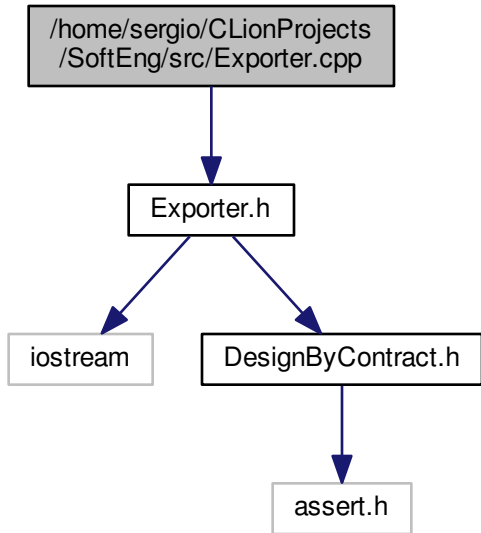 /home/sergio/CLionProjects
/SoftEng/src/Exporter.cpp
Exporter.h
iostream
DesignByContract.h
assert.h